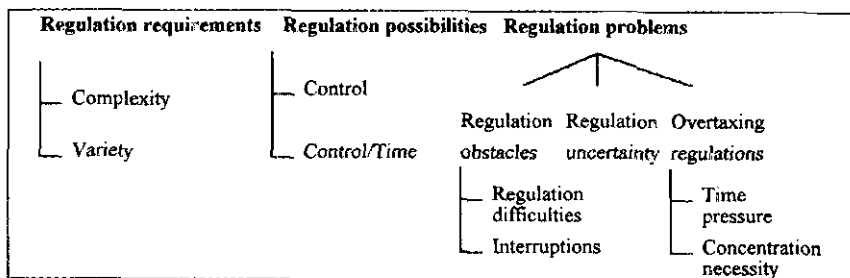 Regulation requirements Regulation possibilities Regulation problems
Complexity
Variety
Control
Control/Time
Regulation obstacles
Regulation uncertainty
Overtaxing regulations
Regulation difficulties
Interruptions
Time pressure
Concentration necessity